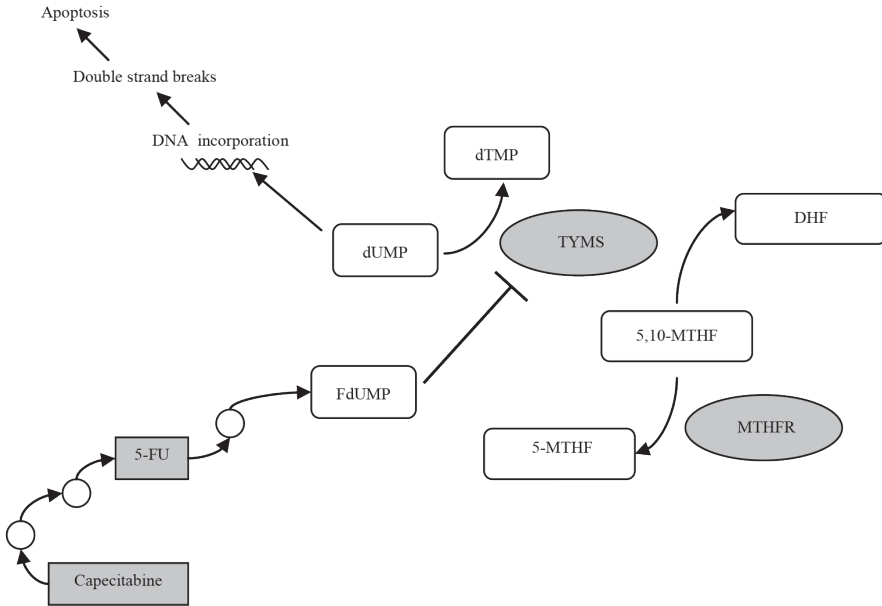 Apoptosis
Double strand breaks
DNA incorporation
dTMP
DHF
dUMP
TYMS
5,10-MTHF
FdUMP
MTHFR
5-MTHF
5-FU
Capecitabine